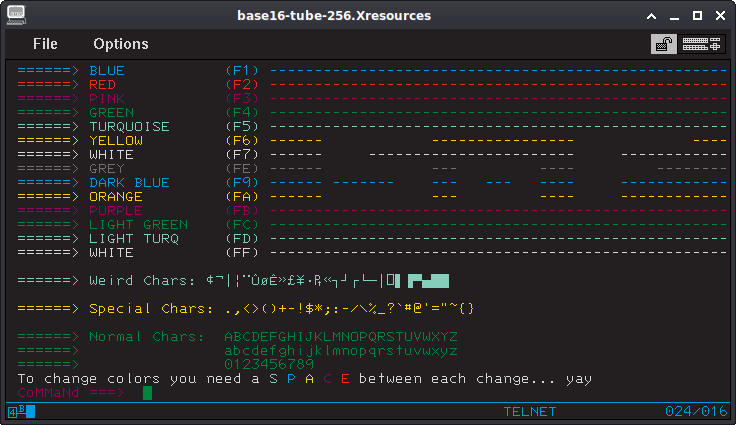 base16-tube-256.Xresources
File Options
======> BLUE (F1) ----------------------------------------------------------
======> RED (F2) ----------------------------------------------------------
======> PINK (F3) ----------------------------------------------------------
======> GREEN (F4) ----------------------------------------------------------
======> TURQUOISE (F5) ----------------------------------------------------------
======> YELLOW (F6) ------- --------------- ----
======> WHITE (F7) ------- --------------------------------------
======> GREY (FE) ------- --- ---- ---
======> DARK BLUE (F9) ------ -------- --- --- ---- --------------
======> ORANGE (FA) ------- --- ---- --------------
======> PURPLE (FB) ----------------------------------------------------------
======> LIGHT GREEN (FC) ----------------------------------------------------------
======> LIGHT TURQ (FD) ----------------------------------------------------------
======> WHITE (FF) ----------------------------------------------------------
======> Weird Chars: ¢¬|¦¨ÛøÊ»£¥·₧«┐┘┌└─│
======> Special Chars: .,<>()+-!$*;:-/\%_?`#@'="~{}
======> Normal Chars: ABCDEFGHIJKLMNOPQRSTUVWXYZ
======> abcdefghijklmnopqrstuvwxyz
======> 0123456789
To change colors you need a S P A C E between each change... yay
CoMMaNd ===>
4B TELNET 024/016